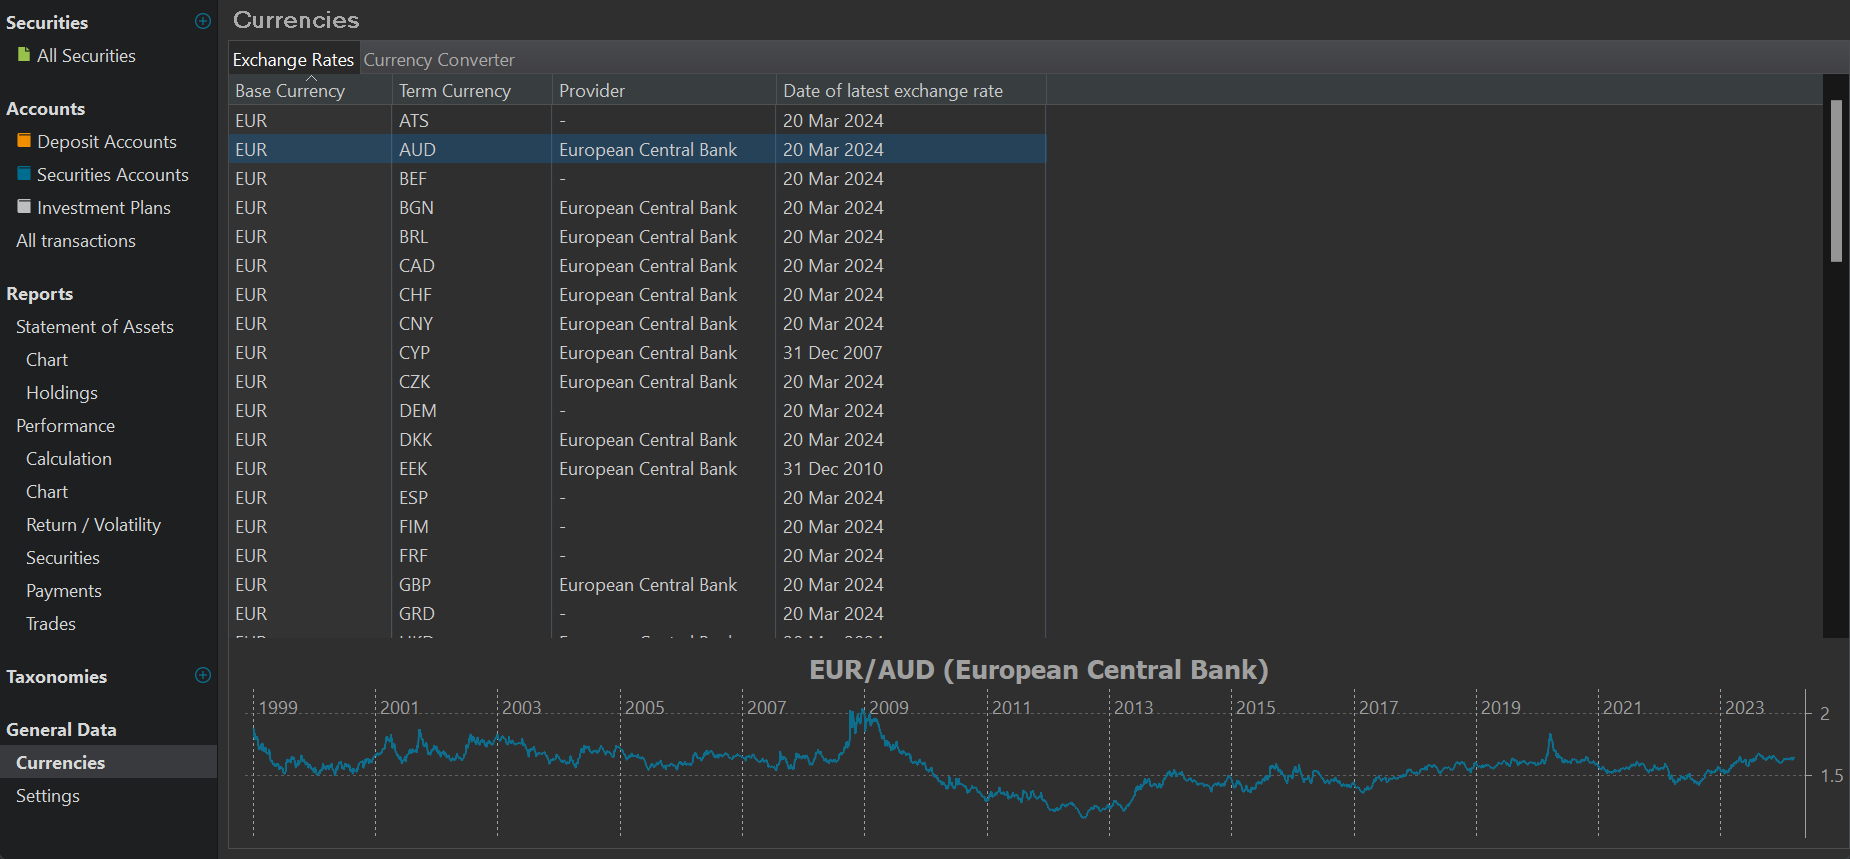 Securities
All Securities
Accounts
Deposit Accounts
Securities Accounts
Investment Plans
All transactions
Reports
Statement of Assets
Chart
Holdings
Performance
Calculation
Chart
Return / Volatility
Securities
Payments
Trades
Taxonomies
General Data
Currencies
Settings
Currencies
Exchange Rates Currency Converter
Base Currency Term Currency Provider Date of latest exchange rate
EUR ATS - 20 Mar 2024
EUR AUD European Central Bank 20 Mar 2024
EUR BEF - 20 Mar 2024
EUR BGN European Central Bank 20 Mar 2024
EUR BRL European Central Bank 20 Mar 2024
EUR CAD European Central Bank 20 Mar 2024
EUR CHF European Central Bank 20 Mar 2024
EUR CNY European Central Bank 20 Mar 2024
EUR CYP European Central Bank 31 Dec 2007
EUR CZK European Central Bank 20 Mar 2024
EUR DEM - 20 Mar 2024
EUR DKK European Central Bank 20 Mar 2024
EUR EEK European Central Bank 31 Dec 2010
EUR ESP - 20 Mar 2024
EUR FIM - 20 Mar 2024
EUR FRF - 20 Mar 2024
EUR GBP European Central Bank 20 Mar 2024
EUR GRD - 20 Mar 2024
EUR/AUD (European Central Bank)
1999 2001 2003 2005 2007 2009 2011 2013 2015 2017 2019 2021 2023
2
1.5